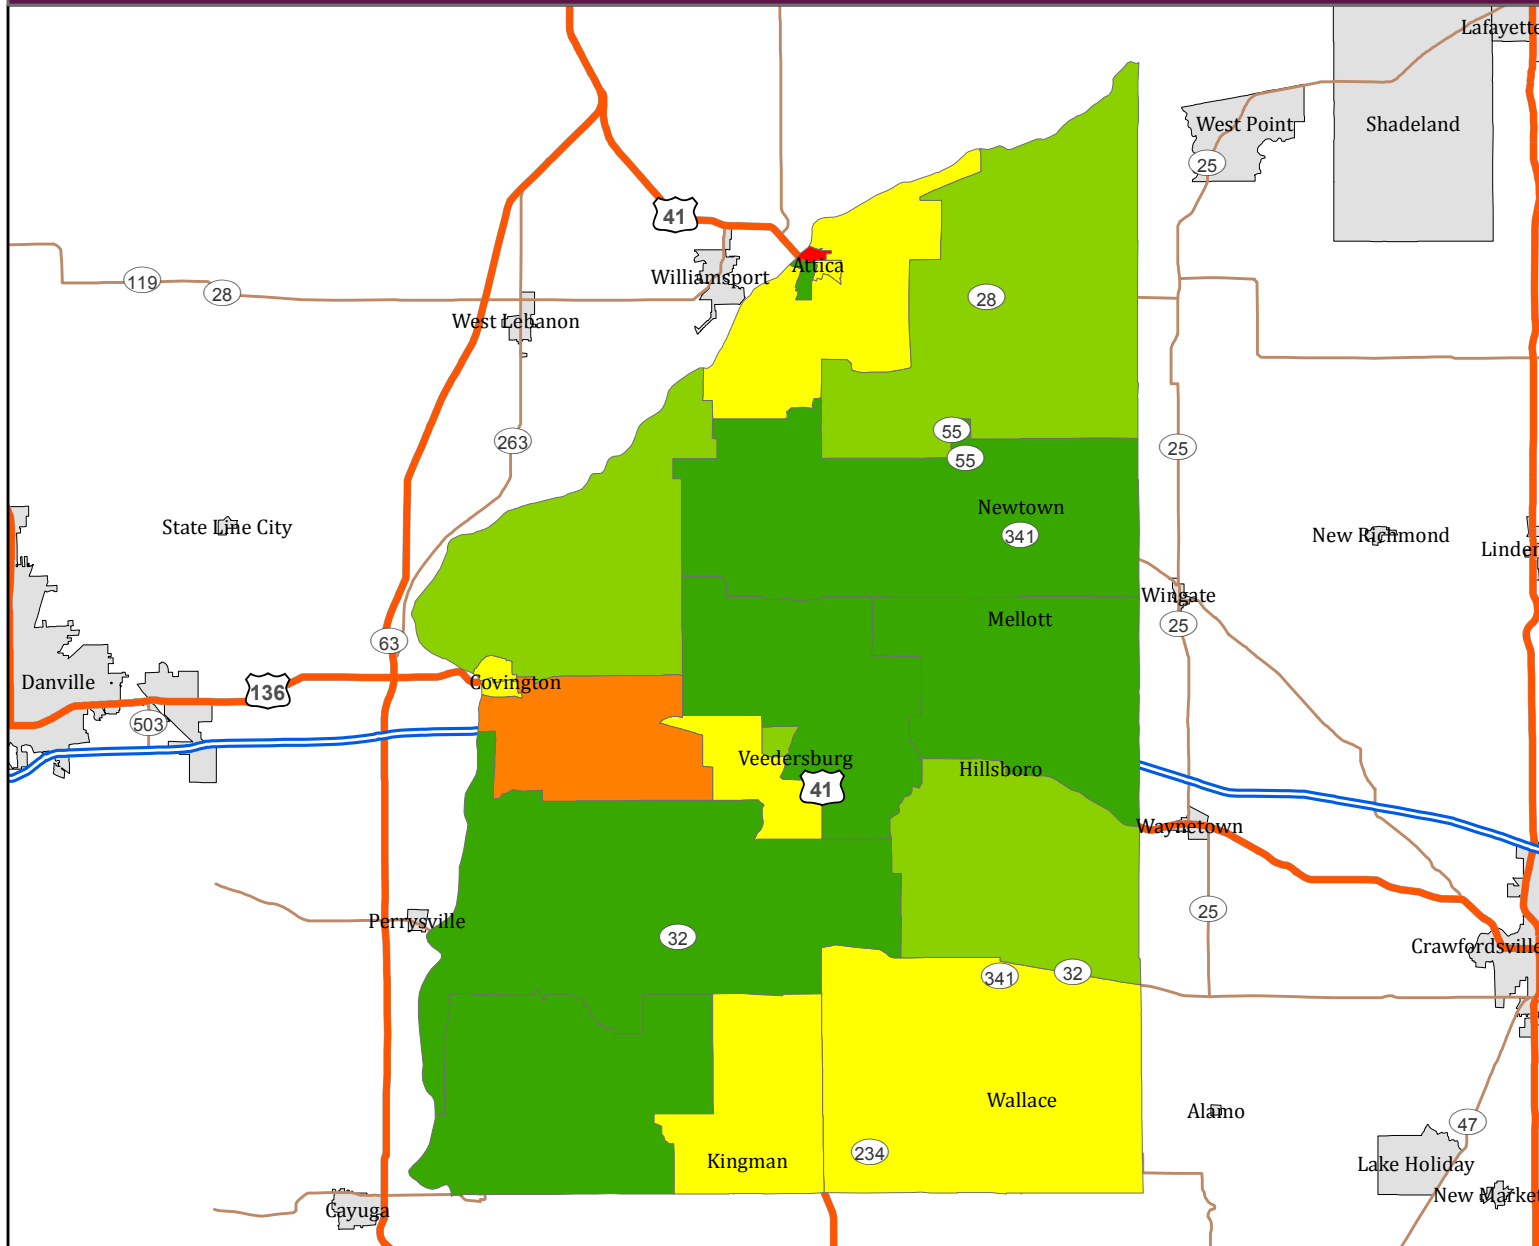 Lafayette
West Point
Shadeland
25
41
Attica
Williamsport
119
28
28
West Lebanon
55
263
25
55
Newtown
State Line City
341
New Richmond
Linden
Wingate
Mellott
25
63
Danville
136
Covington
503
Veedersburg
Hillsboro
41
Waynetown
25
Perrysville
32
Crawfordsville
341
32
Wallace
Alamo
47
234
Kingman
Lake Holiday
New Market
Cayuga